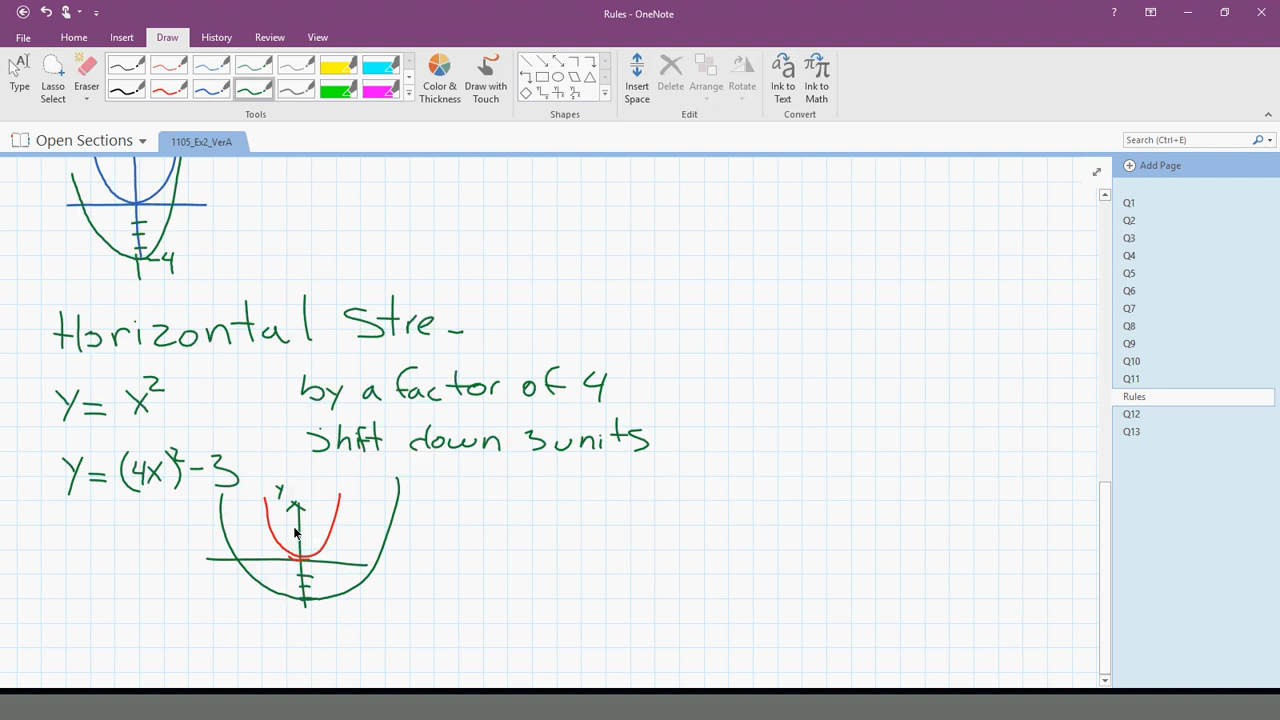 Rules - OneNote
File Home Insert Draw History Review View
Type Lasso Select Eraser Color & Thickness Draw with Touch Insert Space Delete Arrange Rotate Ink to Text Ink to Math
Tools Shapes Edit Convert
Open Sections 1105_Ex2_VerA Search (Ctrl+E)
Add Page
Q1
Q2
Q3
Q4
Q5
Q6
Q7
Q8
Q9
Q10
Q11
Rules
Q12
Q13
-4
Horizontal Stre -
y = x² by a factor of 4
shift down 3 units
y = (4x)² - 3
y